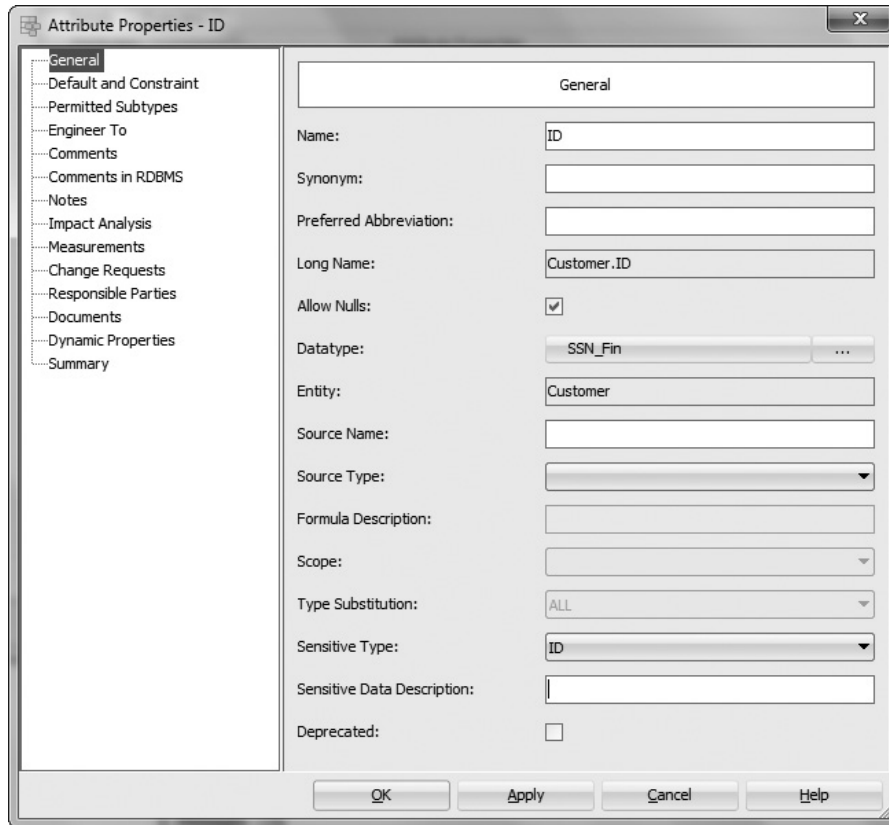 Attribute Properties - ID
x
General
Default and Constraint
Permitted Subtypes
Engineer To
Comments
Comments in RDBMS
Notes
Impact Analysis
Measurements
Change Requests
Responsible Parties
Documents
Dynamic Properties
Summary
General
Name: ID
Synonym:
Preferred Abbreviation:
Long Name: Customer.ID
Allow Nulls:
Datatype: SSN_Fin ...
Entity: Customer
Source Name:
Source Type:
Formula Description:
Scope:
Type Substitution: ALL
Sensitive Type: ID
Sensitive Data Description:
Deprecated:
OK Apply Cancel Help